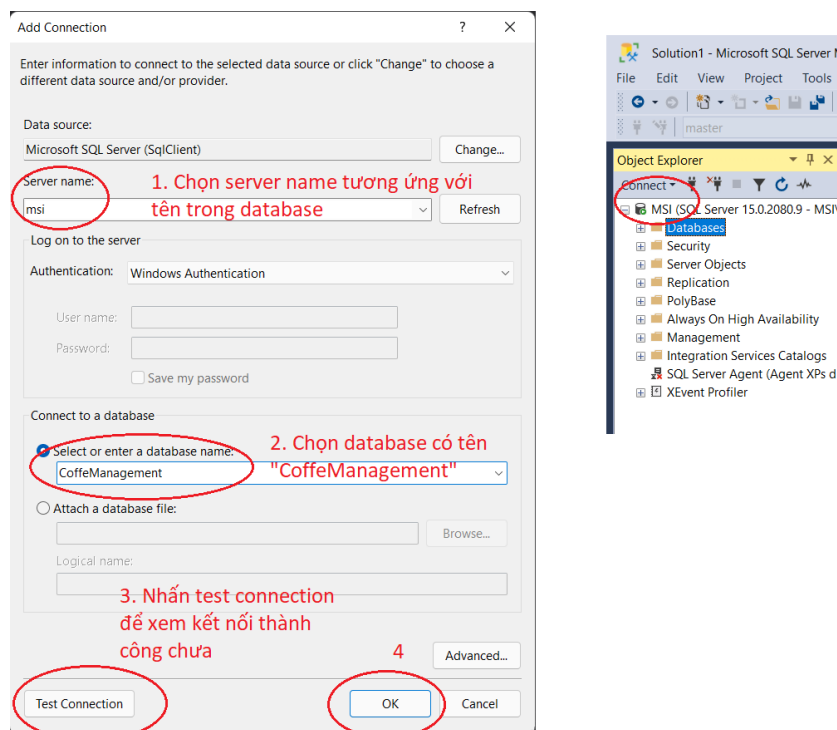 Add Connection
?
Enter information to connect to the selected data source or click "Change" to choose a
different data source and/or provider.
Data source:
Microsoft SQL Server (SqlClient)
Change...
Server name:
1. Chọn server name tương ứng với
tên trong database
msi
Refresh
Log on to the server
Authentication:
Windows Authentication
User name:
Password:
Save my password
Connect to a database
Select or enter a database name:
2. Chọn database có tên
"CoffeManagement"
CoffeManagement
Attach a database file:
Browse...
Logical name:
3. Nhấn test connection
để xem kết nối thành
công chưa
4
Advanced...
Test Connection
OK
Cancel
Solution1 - Microsoft SQL Server
File Edit View Project Tools
master
Object Explorer
Connect
MSI (SQL Server 15.0.2080.9 -
Databases
Security
Server Objects
Replication
PolyBase
Always On High Availability
Management
Integration Services Catalogs
SQL Server Agent (Agent XPs
XEvent Profiler